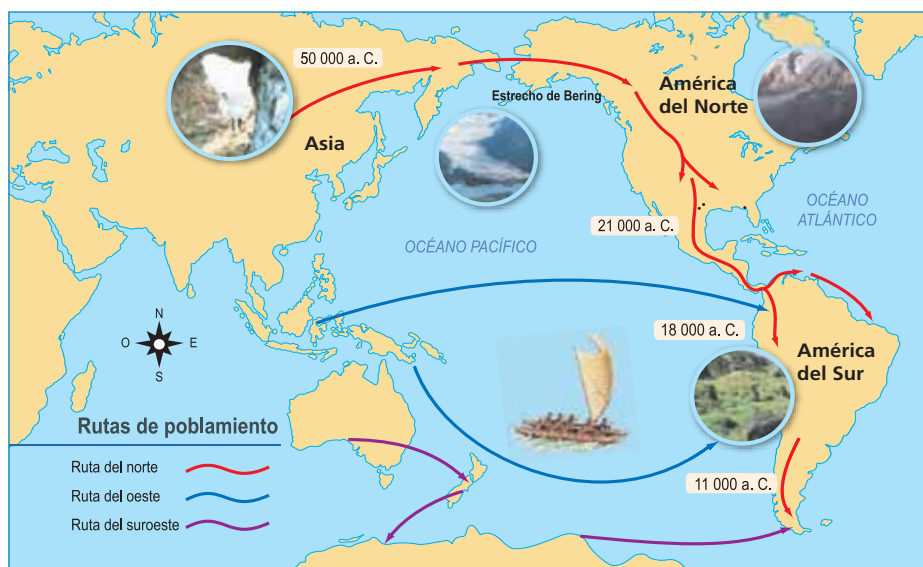 50 000 a. C.
América
del Norte
Estrecho de Bering
Asia
OCÉANO
ATLÁNTICO
21 000 a. C.
OCÉANO PACÍFICO
18 000 a. C.
N
O
E
S
América
del Sur
Rutas de poblamiento
Ruta del norte
Ruta del oeste
Ruta del suroeste
11 000 a. C.